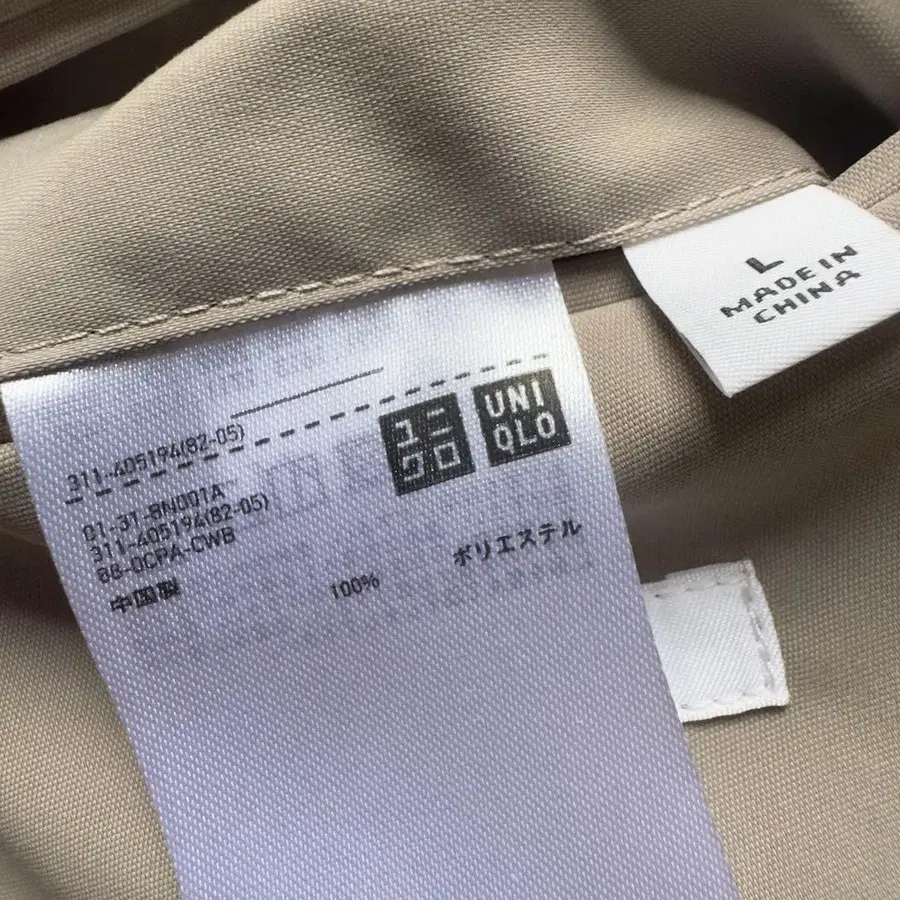 L
MADE IN
CHINA
311-405194(82-05)
ユニ
クロ
UNI
QLO
01-31-8N001A
311-405194(82-05)
88-0CPA-CWB
中国製
100%
ポリエステル